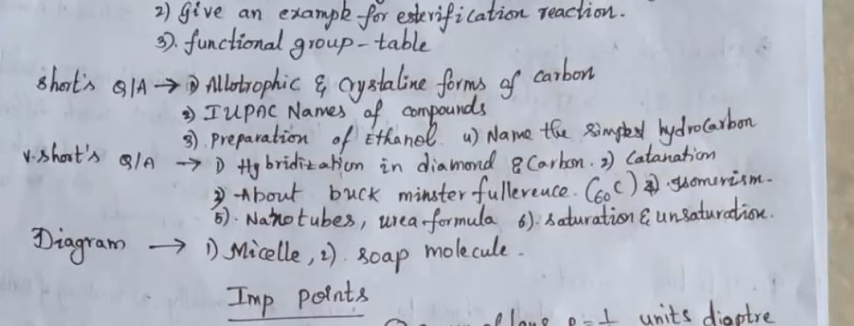 2) Give an example for esterification reaction.
3). functional group - table
short's Q/A → 1) Allotrophic & Crystaline forms of carbon
2) IUPAC Names of compounds
3) Preparation of Ethanol. 4) Name the simplest hydrocarbon
v.short's Q/A → 1) Hybridization in diamond & Carbon. 2) Catanation
3) About buck minster fullerence. (60C) 4) Isomerism.
5). Nanotubes, urea formula 6). saturation & unsaturation.
Diagram → 1) Micelle, 2). soap molecule.
Imp points
units dioptre